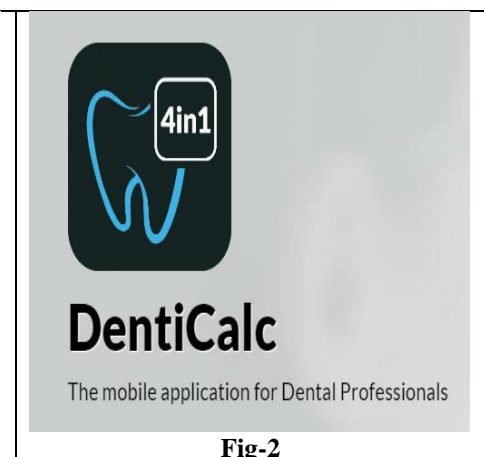 4in1
DentiCalc
The mobile application for Dental Professionals
Fig-2